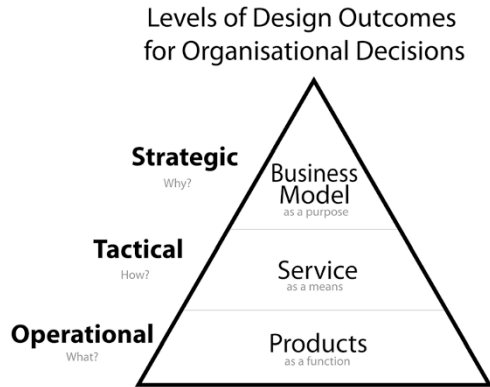 Levels of Design Outcomes
for Organisational Decisions
Strategic
Why?
Business
Model
as a purpose
Tactical
How?
Service
as a means
Operational
What?
Products
as a function